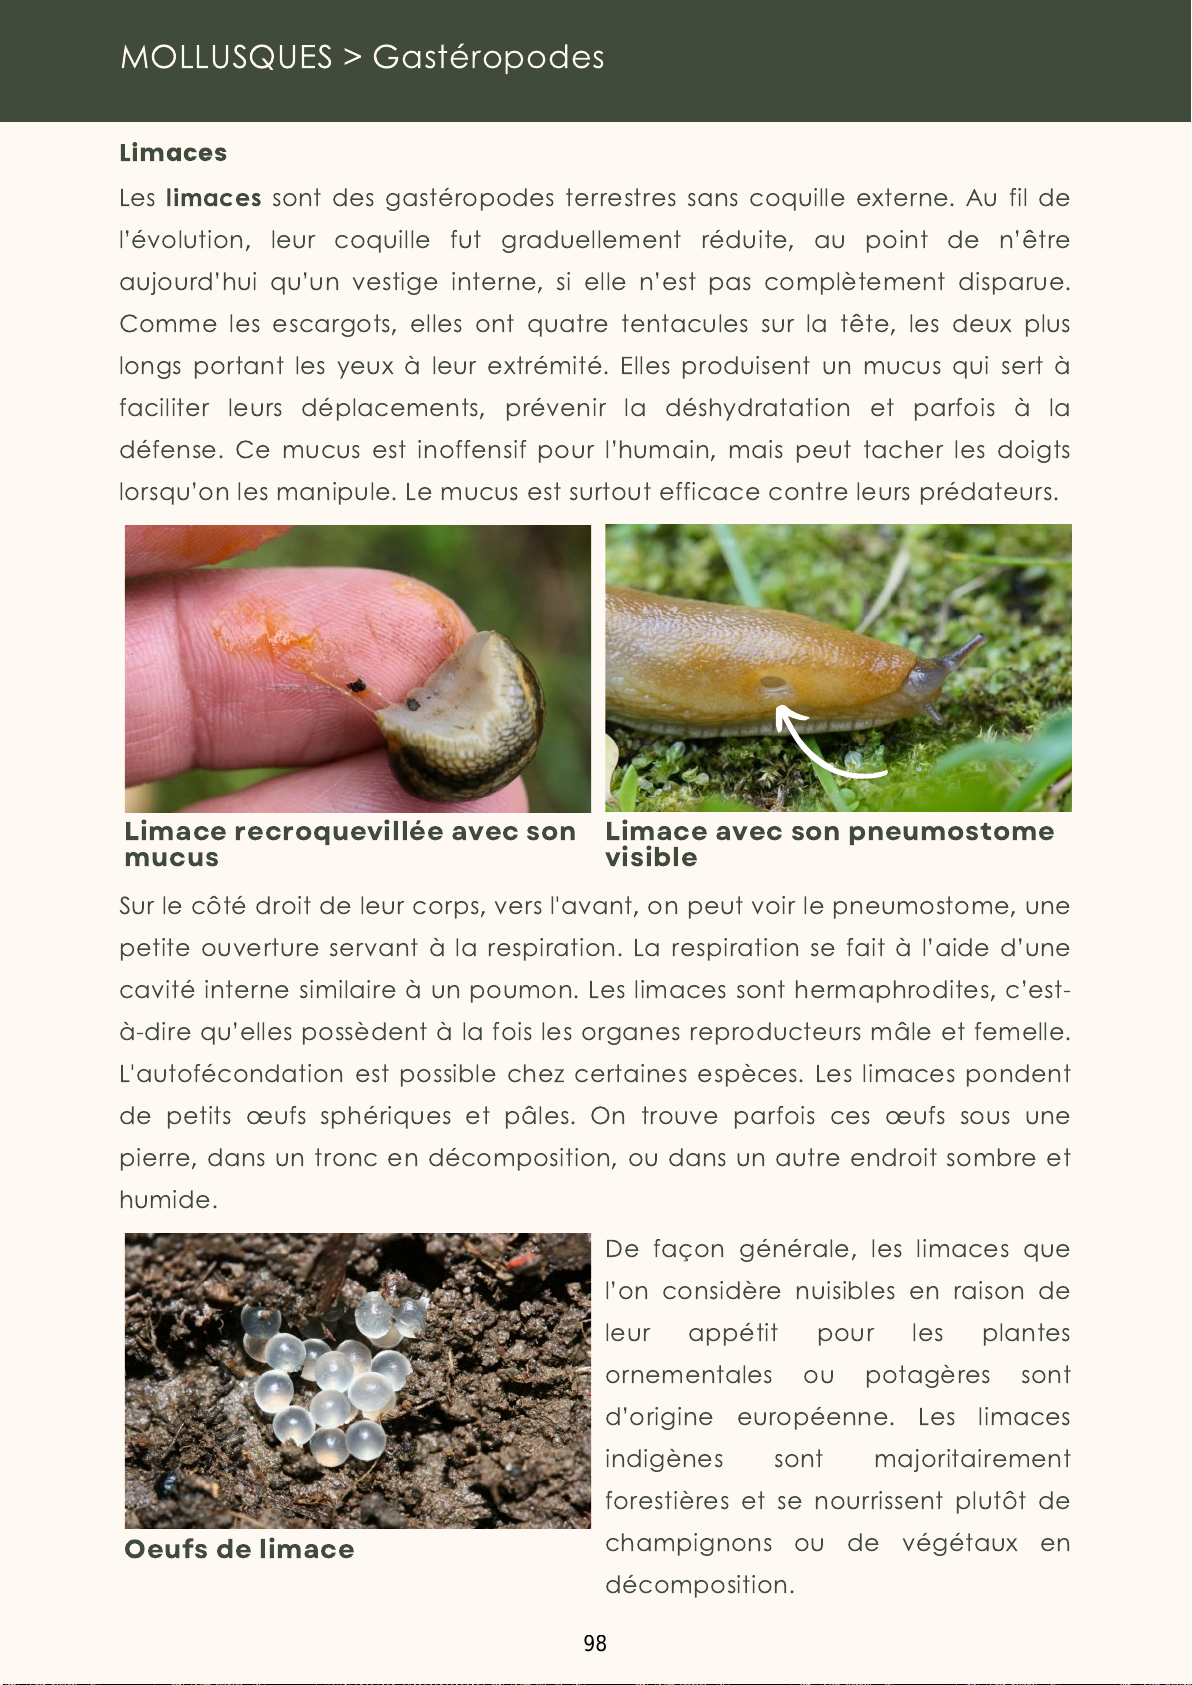 MOLLUSQUES > Gastéropodes
Limaces
Les limaces sont des gastéropodes terrestres sans coquille externe. Au fil de
l'évolution, leur coquille fut graduellement réduite, au point de n'être
aujourd'hui qu'un vestige interne, si elle n'est pas complètement disparue.
Comme les escargots, elles ont quatre tentacules sur la tête, les deux plus
longs portant les yeux à leur extrémité. Elles produisent un mucus qui sert à
faciliter leurs déplacements, prévenir la déshydratation et parfois à la
défense. Ce mucus est inoffensif pour l'humain, mais peut tacher les doigts
lorsqu'on les manipule. Le mucus est surtout efficace contre leurs prédateurs.
Limace recroquevillée avec son
mucus
Limace avec son pneumostome
visible
Sur le côté droit de leur corps, vers l'avant, on peut voir le pneumostome, une
petite ouverture servant à la respiration. La respiration se fait à l'aide d'une
cavité interne similaire à un poumon. Les limaces sont hermaphrodites, c'est-
à-dire qu'elles possèdent à la fois les organes reproducteurs mâle et femelle.
L'autofécondation est possible chez certaines espèces. Les limaces pondent
de petits œufs sphériques et pâles. On trouve parfois ces œufs sous une
pierre, dans un tronc en décomposition, ou dans un autre endroit sombre et
humide.
Oeufs de limace
De façon générale, les limaces que
l'on considère nuisibles en raison de
leur appétit pour les plantes
ornementales ou potagères sont
d'origine européenne. Les limaces
indigènes sont majoritairement
forestières et se nourrissent plutôt de
champignons ou de végétaux en
décomposition.
98